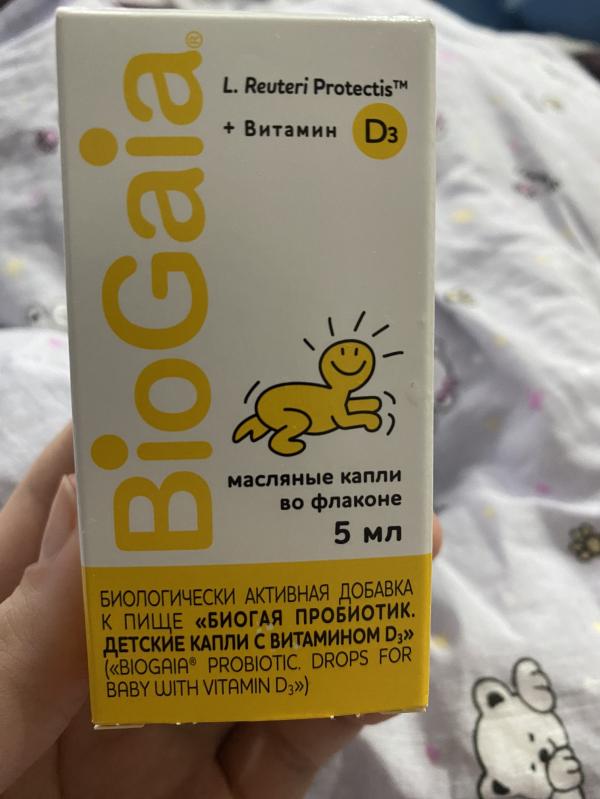 BioGaia®
L. Reuteri Protectis™
+ Витамин D3
масляные капли
во флаконе
5 мл
БИОЛОГИЧЕСКИ АКТИВНАЯ ДОБАВКА
К ПИЩЕ «БИОГАЯ ПРОБИОТИК.
ДЕТСКИЕ КАПЛИ С ВИТАМИНОМ D₃»
(«BIOGAIA® PROBIOTIC. DROPS FOR
BABY WITH VITAMIN D₃»)